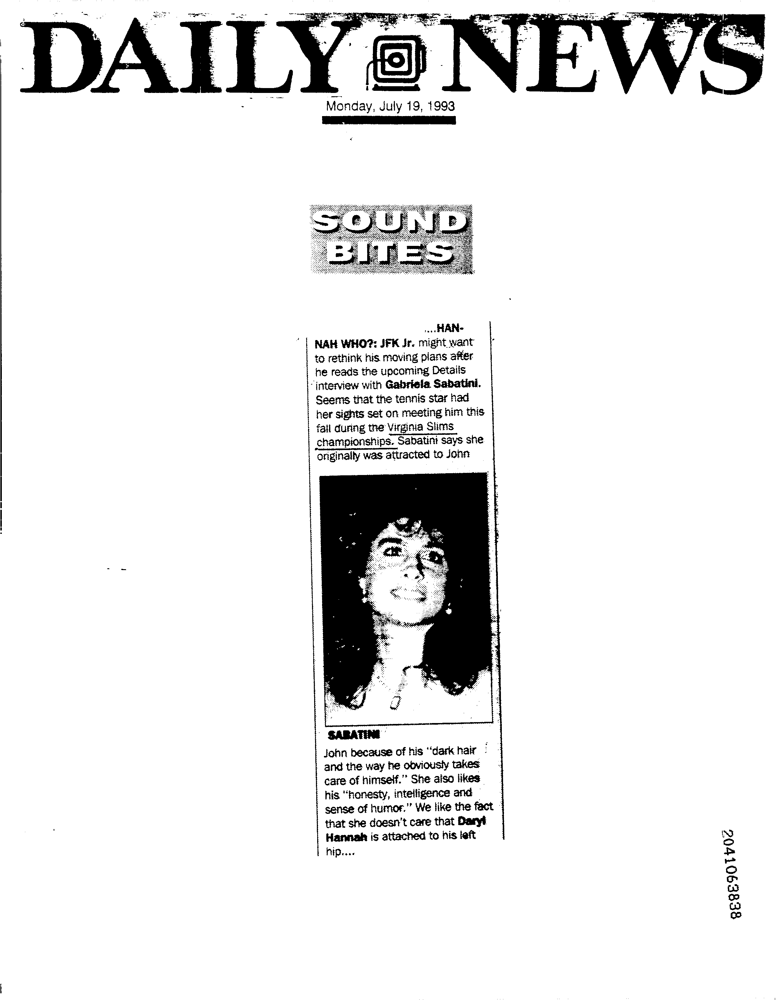 DAILY NEWS
Monday, July 19, 1993
SOUND
BITES
....HAN-
NAH WHO?: JFK Jr. might want
to rethink his moving plans after
he reads the upcoming Details
interview with Gabriela Sabatini.
Seems that the tennis star had
her sights set on meeting him this
fall during the Virginia Slims
championships. Sabatini says she
originally was attracted to John
SABATINI
John because of his "dark hair
and the way he obviously takes
care of himself." She also likes
his "honesty, intelligence and
sense of humor." We like the fact
that she doesn't care that Daryl
Hannah is attached to his left
hip....
2041063838